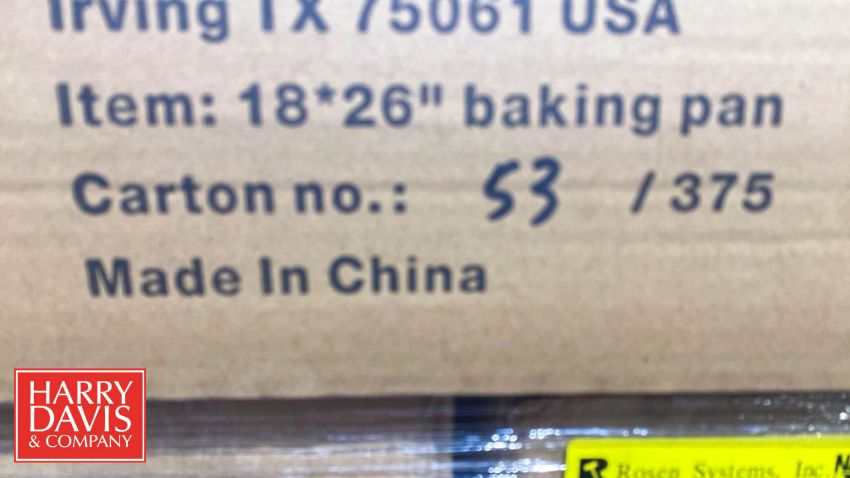 Irving TX 75061 USA
Item: 18*26" baking pan
Carton no.: 53 / 375
Made In China
HARRY
DAVIS
& COMPANY
Rosen Systems, Inc.